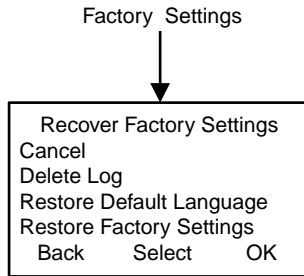 Factory Settings
Recover Factory Settings
Cancel
Delete Log
Restore Default Language
Restore Factory Settings
Back Select OK